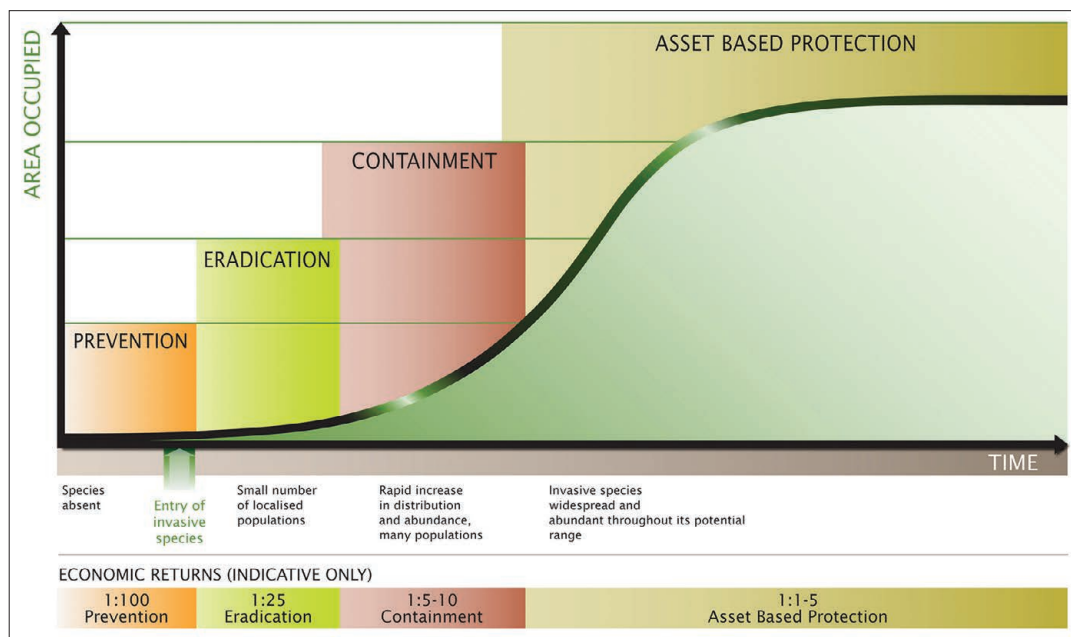 AREA OCCUPIED
ASSET BASED PROTECTION
CONTAINMENT
ERADICATION
PREVENTION
TIME
Species
absent
Entry of
invasive
species
Small number
of localised
populations
Rapid increase
in distribution
and abundance,
many populations
Invasive species
widespread and
abundant throughout its potential
range
ECONOMIC RETURNS (INDICATIVE ONLY)
1:100
Prevention
1:25
Eradication
1:5-10
Containment
1:1-5
Asset Based Protection